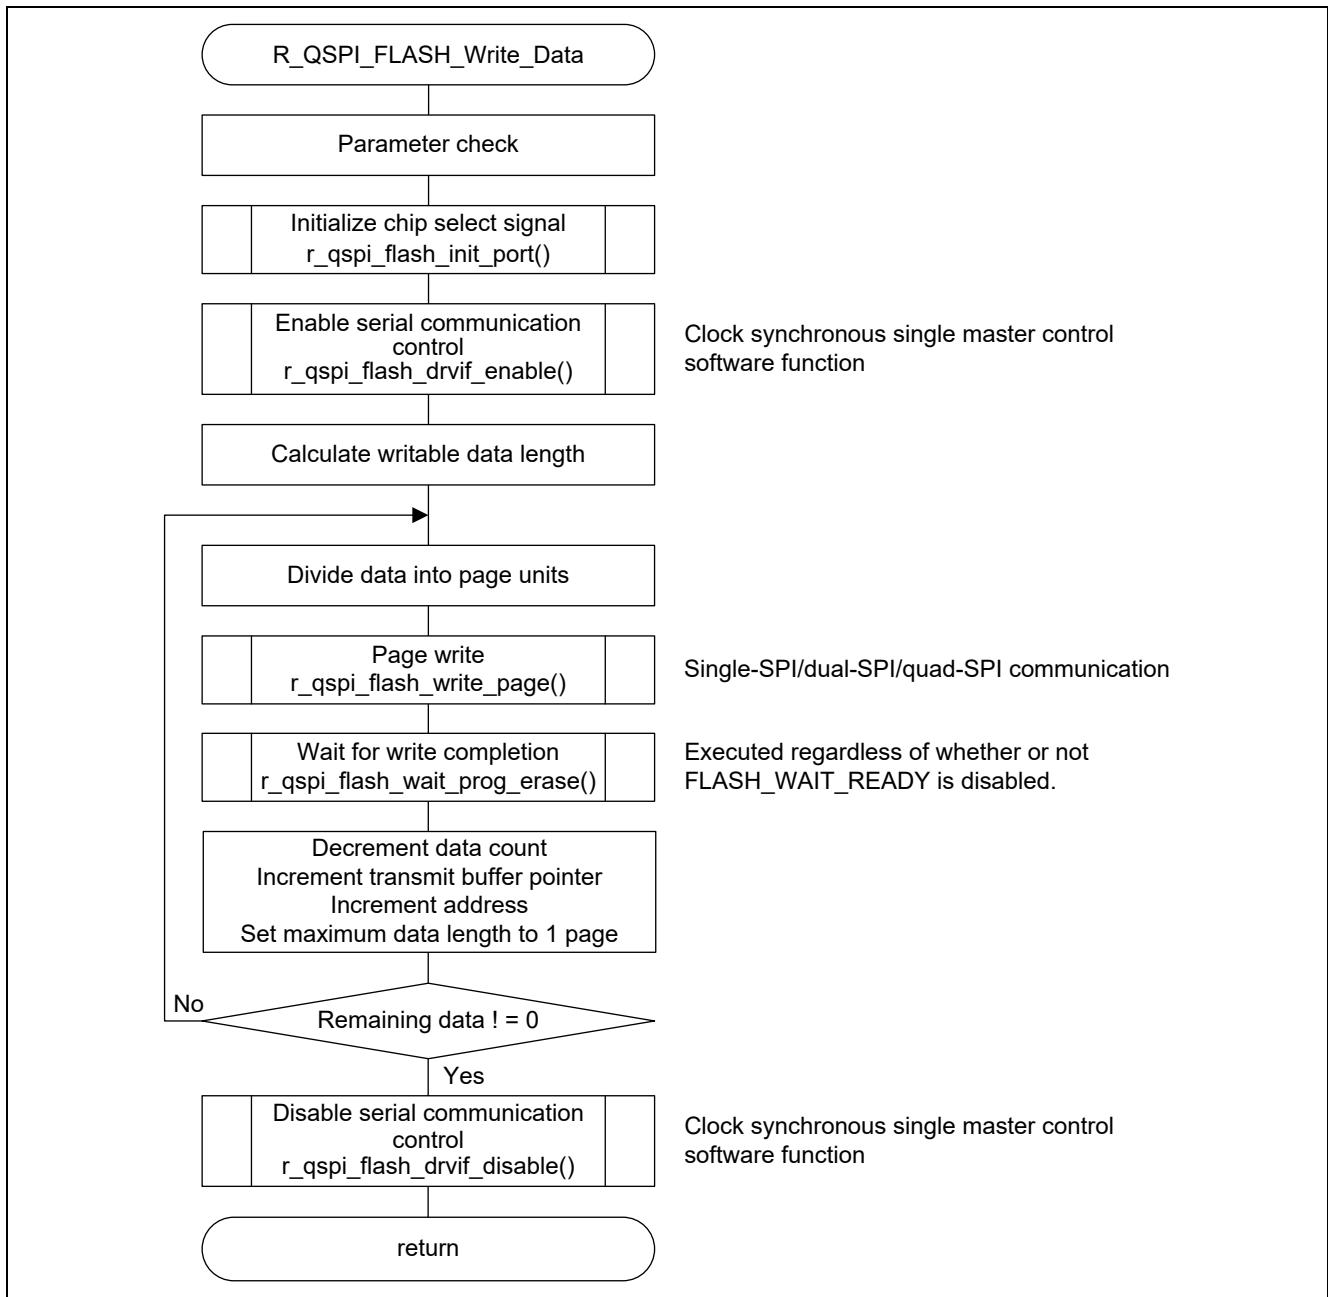 R_QSPI_FLASH_Write_Data
Parameter check
Initialize chip select signal
r_qspi_flash_init_port()
Enable serial communication
control
r_qspi_flash_drvif_enable()
Clock synchronous single master control
software function
Calculate writable data length
Divide data into page units
Page write
r_qspi_flash_write_page()
Single-SPI/dual-SPI/quad-SPI communication
Wait for write completion
r_qspi_flash_wait_prog_erase()
Executed regardless of whether or not
FLASH_WAIT_READY is disabled.
Decrement data count
Increment transmit buffer pointer
Increment address
Set maximum data length to 1 page
No
Remaining data ! = 0
Yes
Disable serial communication
control
r_qspi_flash_drvif_disable()
Clock synchronous single master control
software function
return